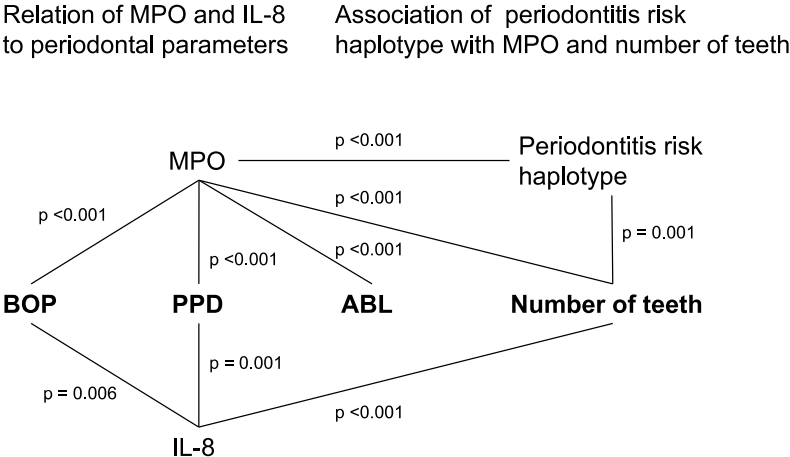 Relation of MPO and IL-8
to periodontal parameters
Association of periodontitis risk
haplotype with MPO and number of teeth
p <0.001
MPO
Periodontitis risk
haplotype
p <0.001
p <0.001
p = 0.001
p <0.001
p <0.001
BOP
PPD
ABL
Number of teeth
p = 0.001
p = 0.006
p <0.001
IL-8